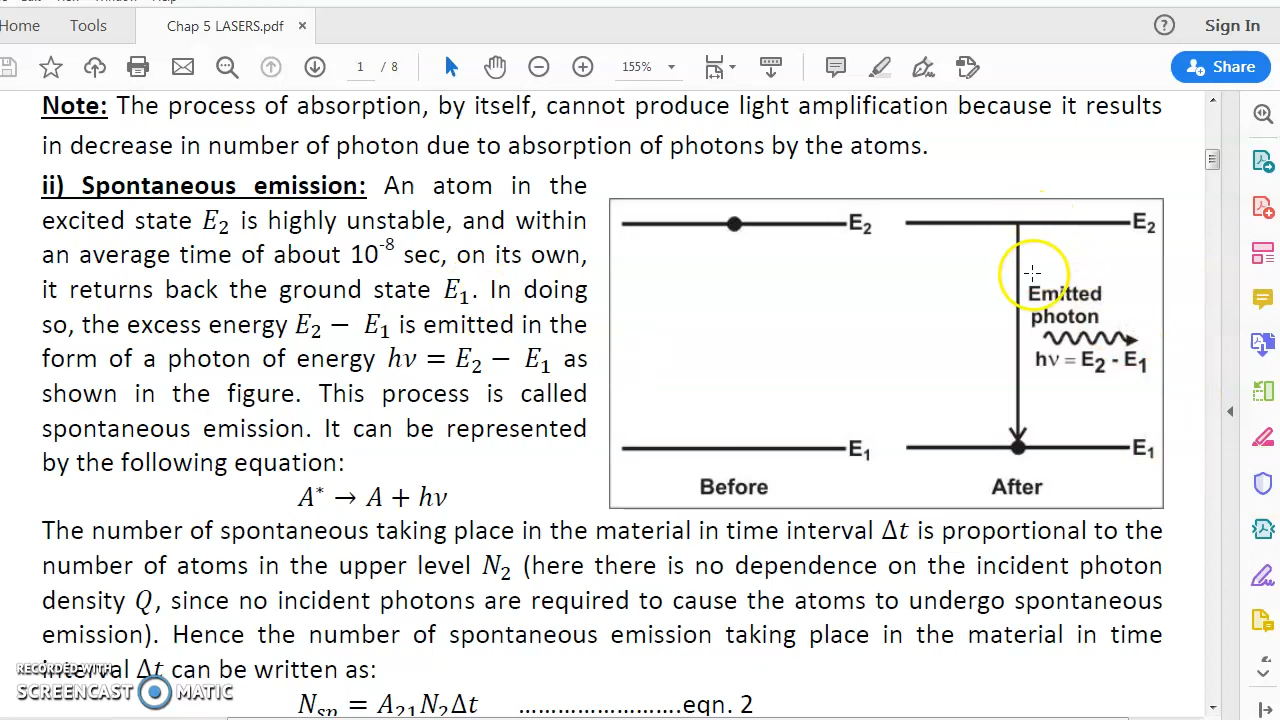 Home Tools Chap 5 LASERS.pdf × ? Sign In
1 / 8 155% Share
Note: The process of absorption, by itself, cannot produce light amplification because it results
in decrease in number of photon due to absorption of photons by the atoms.
ii) Spontaneous emission: An atom in the
excited state E₂ is highly unstable, and within
an average time of about 10⁻⁸ sec, on its own,
it returns back the ground state E₁. In doing
so, the excess energy E₂ − E₁ is emitted in the
form of a photon of energy hν = E₂ − E₁ as
shown in the figure. This process is called
spontaneous emission. It can be represented
by the following equation:
A* → A + hν
E₂
E₁
Before
E₂
Emitted
photon
hν = E₂ - E₁
E₁
After
The number of spontaneous taking place in the material in time interval Δt is proportional to the
number of atoms in the upper level N₂ (here there is no dependence on the incident photon
density Q, since no incident photons are required to cause the atoms to undergo spontaneous
emission). Hence the number of spontaneous emission taking place in the material in time
interval Δt can be written as:
N_sp = A₂₁N₂Δt ……………………….eqn. 2
RECORDED WITH
SCREENCAST MATIC